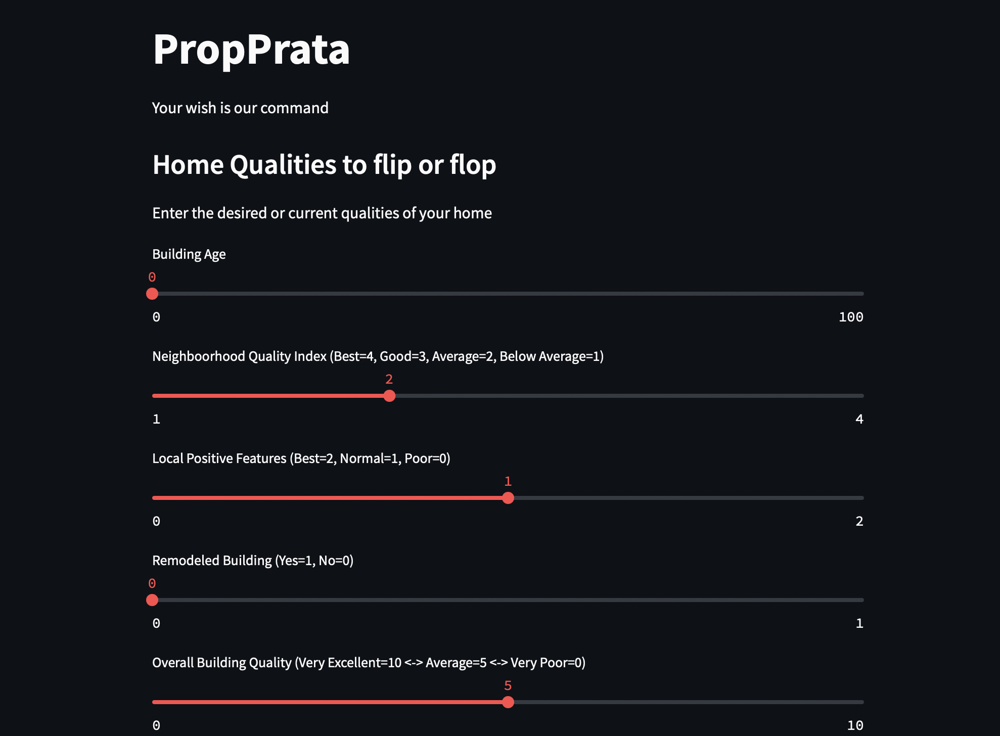 PropPrata
Your wish is our command
Home Qualities to flip or flop
Enter the desired or current qualities of your home
Building Age
0
0 100
Neighboorhood Quality Index (Best=4, Good=3, Average=2, Below Average=1)
2
1 4
Local Positive Features (Best=2, Normal=1, Poor=0)
1
0 2
Remodeled Building (Yes=1, No=0)
0
0 1
Overall Building Quality (Very Excellent=10 <-> Average=5 <-> Very Poor=0)
5
0 10